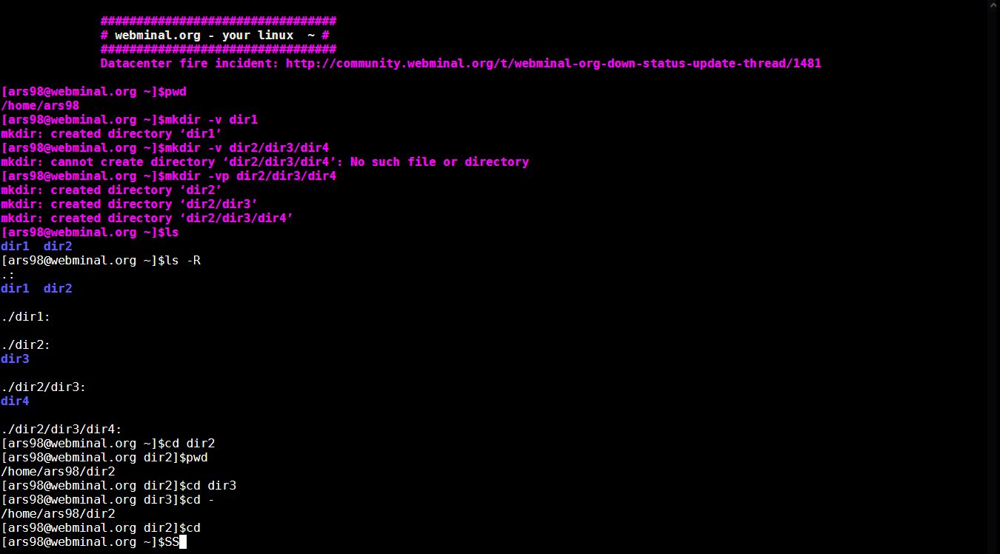 #################################
# webminal.org - your linux  ~ #
#################################
Datacenter fire incident: http://community.webminal.org/t/webminal-org-down-status-update-thread/1481
[ars98@webminal.org ~]$pwd
/home/ars98
[ars98@webminal.org ~]$mkdir -v dir1
mkdir: created directory ‘dir1’
[ars98@webminal.org ~]$mkdir -v dir2/dir3/dir4
mkdir: cannot create directory ‘dir2/dir3/dir4’: No such file or directory
[ars98@webminal.org ~]$mkdir -vp dir2/dir3/dir4
mkdir: created directory ‘dir2’
mkdir: created directory ‘dir2/dir3’
mkdir: created directory ‘dir2/dir3/dir4’
[ars98@webminal.org ~]$ls
dir1  dir2
[ars98@webminal.org ~]$ls -R
.:
dir1  dir2
./dir1:
./dir2:
dir3
./dir2/dir3:
dir4
./dir2/dir3/dir4:
[ars98@webminal.org ~]$cd dir2
[ars98@webminal.org dir2]$pwd
/home/ars98/dir2
[ars98@webminal.org dir2]$cd dir3
[ars98@webminal.org dir3]$cd -
/home/ars98/dir2
[ars98@webminal.org dir2]$cd
[ars98@webminal.org ~]$SS